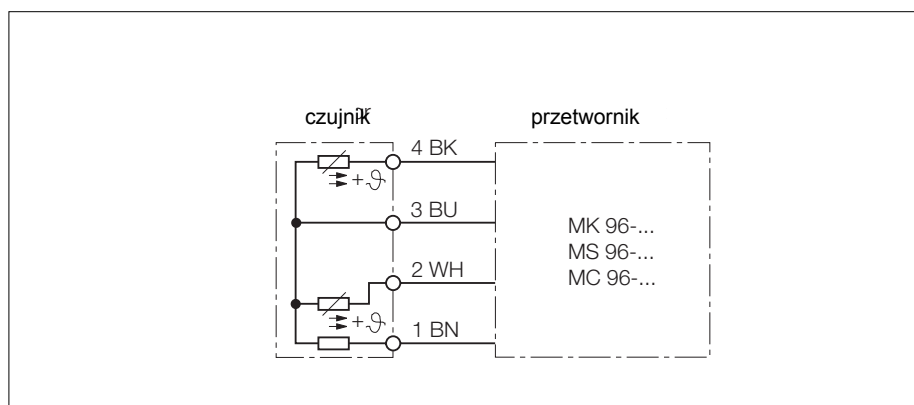 czujnik
przetwornik
4 BK
+ϑ
3 BU
MK 96-...
MS 96-...
MC 96-...
2 WH
+ϑ
1 BN